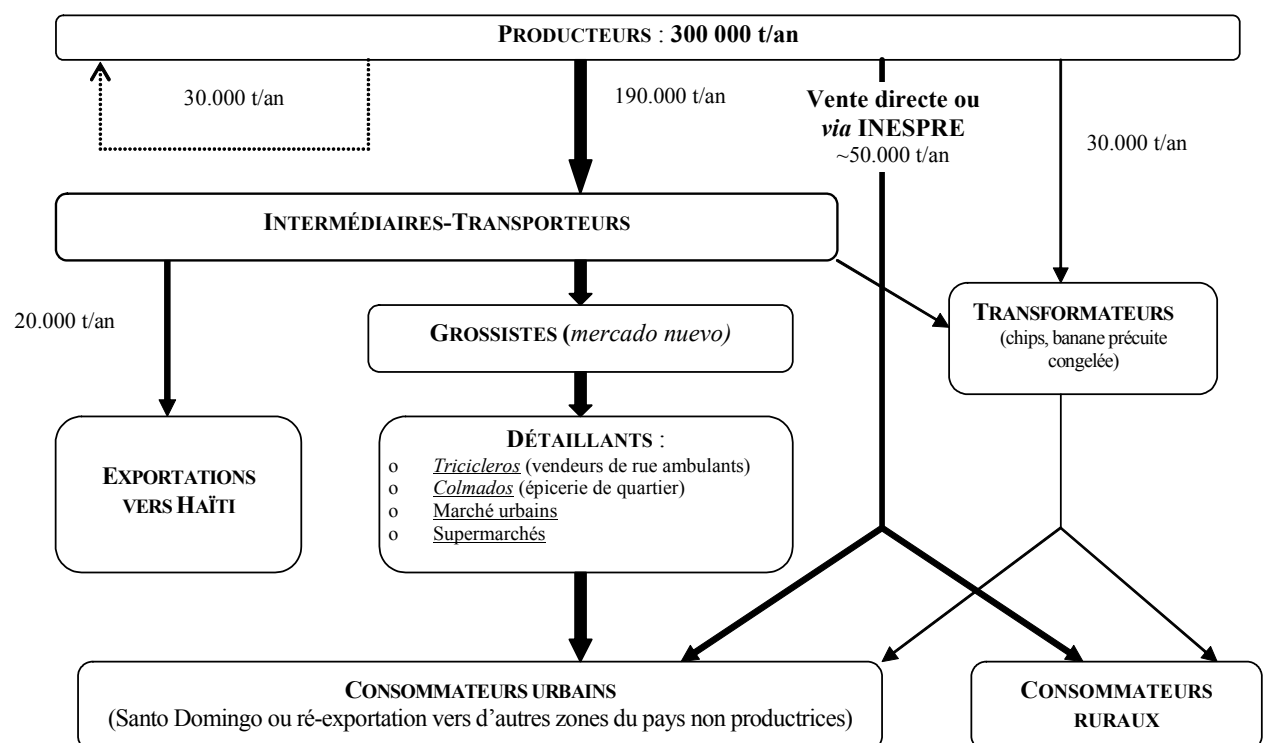 PRODUCTEURS : 300 000 t/an
30.000 t/an
190.000 t/an
Vente directe ou
via INESPRE
~50.000 t/an
30.000 t/an
INTERMÉDIAIRES-TRANSPORTEURS
20.000 t/an
GROSSISTES (mercado nuevo)
TRANSFORMATEURS
(chips, banane précuite
congelée)
EXPORTATIONS
VERS HAÏTI
DÉTAILLANTS :
o Tricicleros (vendeurs de rue ambulants)
o Colmados (épicerie de quartier)
o Marché urbains
o Supermarchés
CONSOMMATEURS URBAINS
(Santo Domingo ou ré-exportation vers d'autres zones du pays non productrices)
CONSOMMATEURS
RURAUX